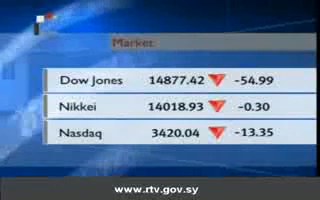 Market
Dow Jones 14877.42 -54.99
Nikkei 14018.93 -0.30
Nasdaq 3420.04 -13.35
www.rtv.gov.sy